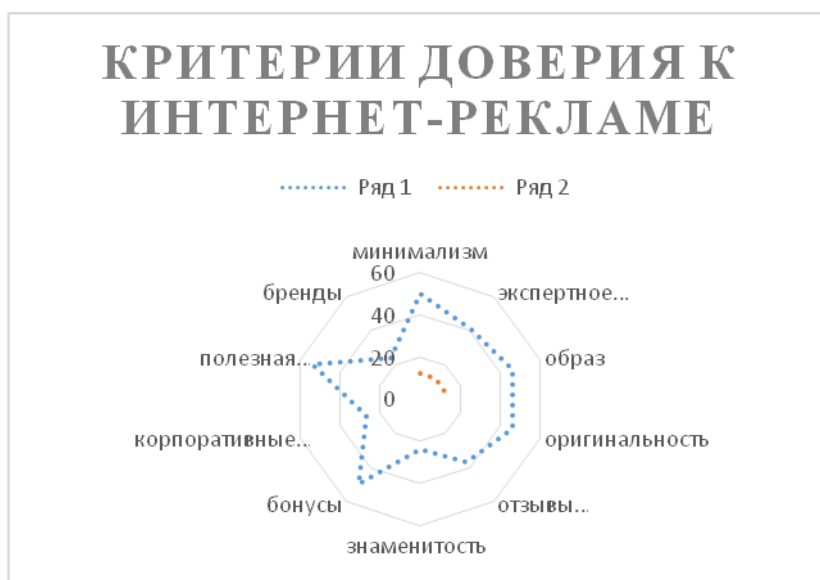 КРИТЕРИИ ДОВЕРИЯ К
ИНТЕРНЕТ-РЕКЛАМЕ
Ряд 1 Ряд 2
минимализм
60
бренды экспертное...
40
полезная... 20 образ
0
корпоративные... оригинальность
бонусы отзывы...
знаменитость